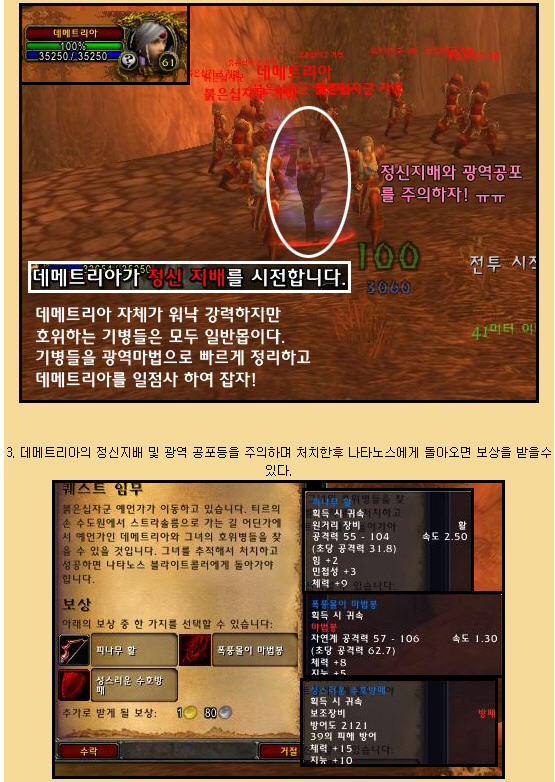 데메트리아
100%
35250 / 35250
61
데메트리아
정신지배와 광역공포
를 주의하자! ㅠㅠ
100
3060
전투 시
41미터 이
데메트리아가 정신 지배를 시전합니다.
데메트리아 자체가 워낙 강력하지만
호위하는 기병들은 모두 일반몹이다.
기병들을 광역마법으로 빠르게 정리하고
데메트리아를 일점사 하여 잡자!
3. 데메트리아의 정신지배 및 광역 공포등을 주의하며 처치한후 나타노스에게 돌아오면 보상을 받을수
있다.
퀘스트 임무
붉은십자군 예언가가 이동하고 있습니다. 티르의
손 수도원에서 스트라솔름으로 가는 길 어딘가에
서 예언가인 데메트리아와 그녀의 호위병들을 찾
을 수 있을 것입니다. 그녀를 추적해서 처치하고
성공하면 나타노스 블라이트콜러에게 돌아가야
합니다.
보상
아래의 보상 중 한 가지를 선택할 수 있습니다:
피나무 활
폭풍몰이 마법봉
성스러운 수호방
패
추가로 받게 될 보상: 1 80
수락
거절
피나무 활
획득 시 귀속
원거리 장비 활
공격력 55 - 104 속도 2.50
(초당 공격력 31.8)
힘 +2
민첩성 +3
체력 +9
폭풍몰이 마법봉
획득 시 귀속
마법봉
자연계 공격력 57 - 106 속도 1.30
(초당 공격력 62.7)
체력 +8
지능 +5
성스러운 수호방패
획득 시 귀속
보조장비 방패
방어도 2121
39의 피해 방어
체력 +15
지능 +10